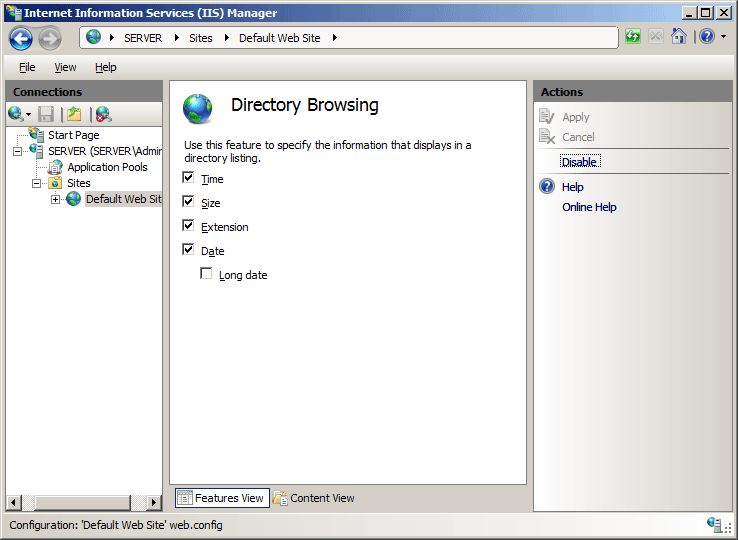 Internet Information Services (IIS) Manager
SERVER Sites Default Web Site
File View Help
Connections
Start Page
SERVER (SERVER\Admir
Application Pools
Sites
Default Web Sit
Directory Browsing
Use this feature to specify the information that displays in a
directory listing.
Time
Size
Extension
Date
Long date
Features View Content View
Actions
Apply
Cancel
Disable
Help
Online Help
Configuration: 'Default Web Site' web.config